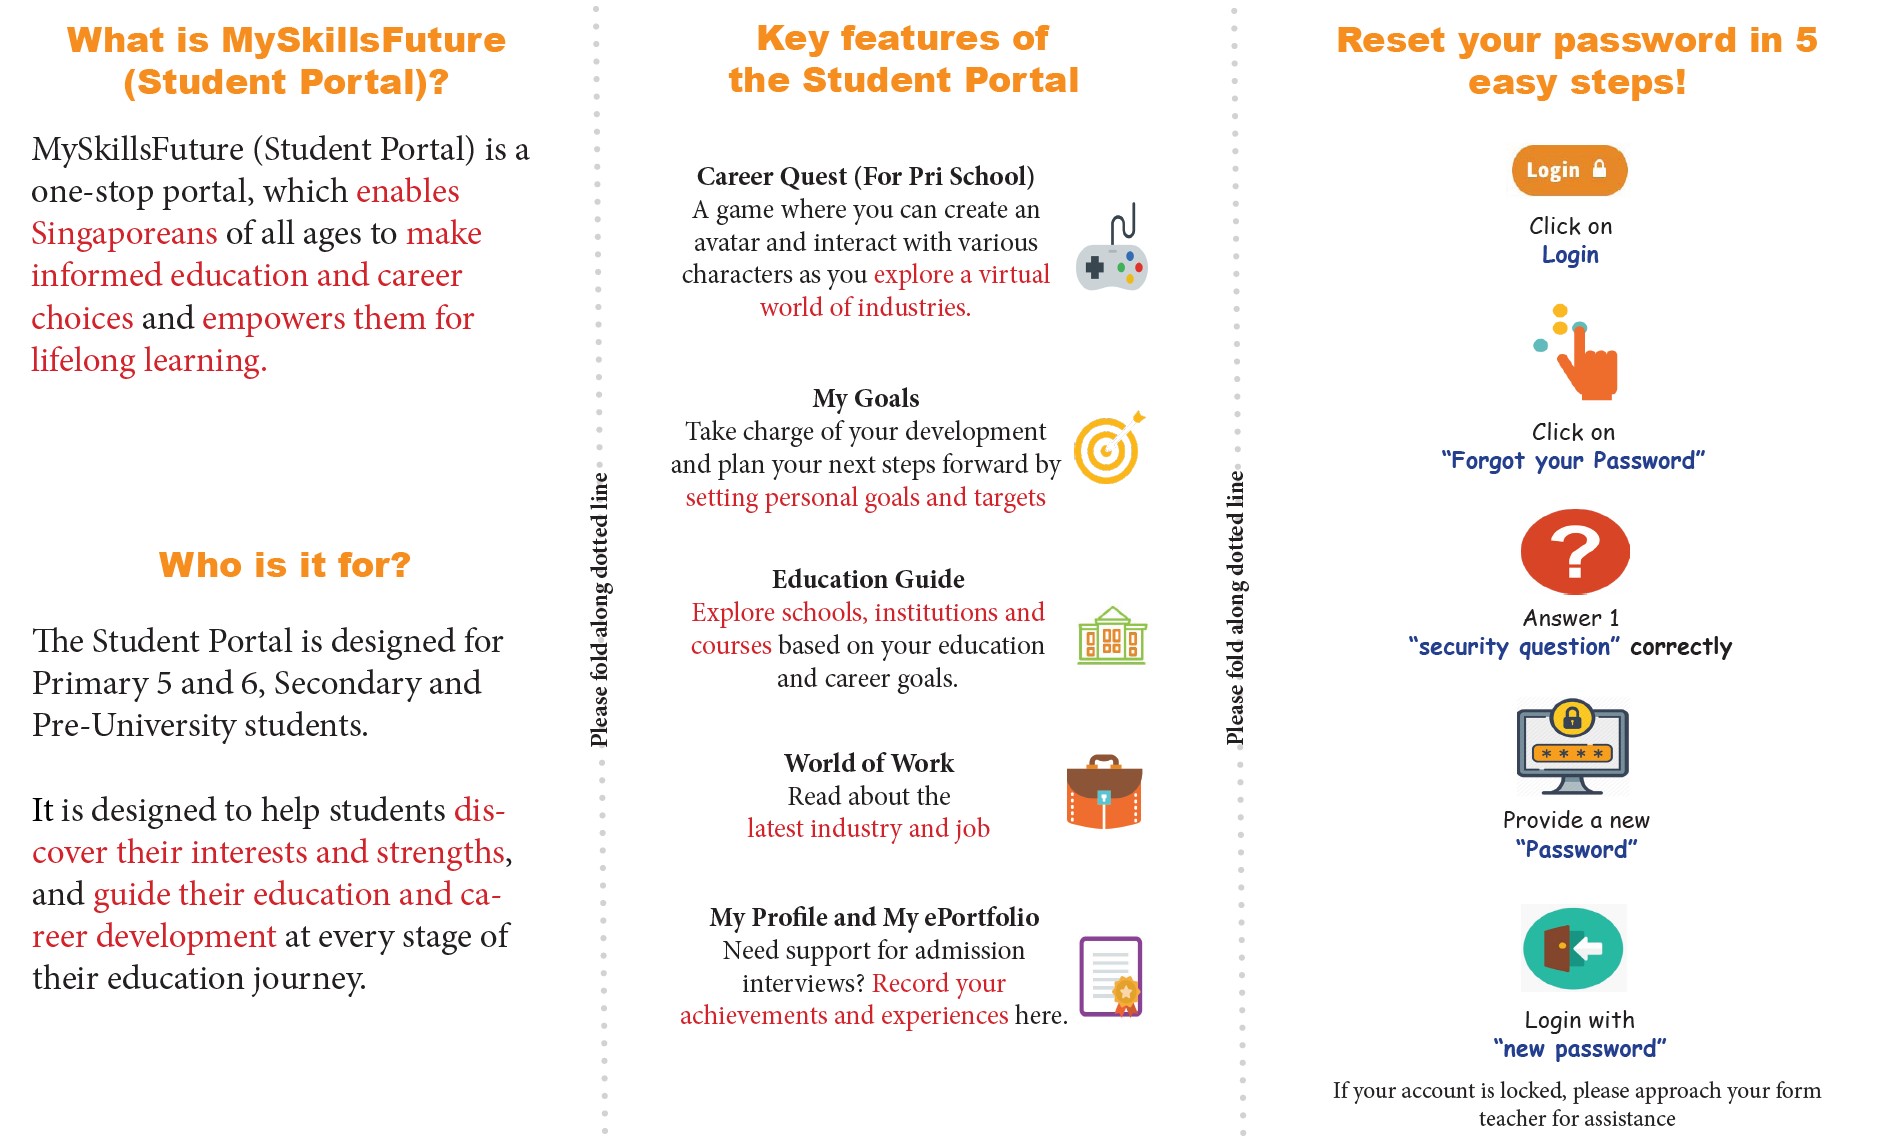 What is MySkillsFuture
(Student Portal)?
MySkillsFuture (Student Portal) is a
one-stop portal, which enables
Singaporeans of all ages to make
informed education and career
choices and empowers them for
lifelong learning.
Who is it for?
The Student Portal is designed for
Primary 5 and 6, Secondary and
Pre-University students.
It is designed to help students dis-
cover their interests and strengths,
and guide their education and ca-
reer development at every stage of
their education journey.
Please fold along dotted line
Key features of
the Student Portal
Career Quest (For Pri School)
A game where you can create an
avatar and interact with various
characters as you explore a virtual
world of industries.
My Goals
Take charge of your development
and plan your next steps forward by
setting personal goals and targets
Education Guide
Explore schools, institutions and
courses based on your education
and career goals.
World of Work
Read about the
latest industry and job
My Profile and My ePortfolio
Need support for admission
interviews? Record your
achievements and experiences here.
Please fold along dotted line
Reset your password in 5
easy steps!
Login
Click on
Login
Click on
“Forgot your Password”
?
Answer 1
“security question” correctly
****
Provide a new
“Password”
Login with
“new password”
If your account is locked, please approach your form
teacher for assistance